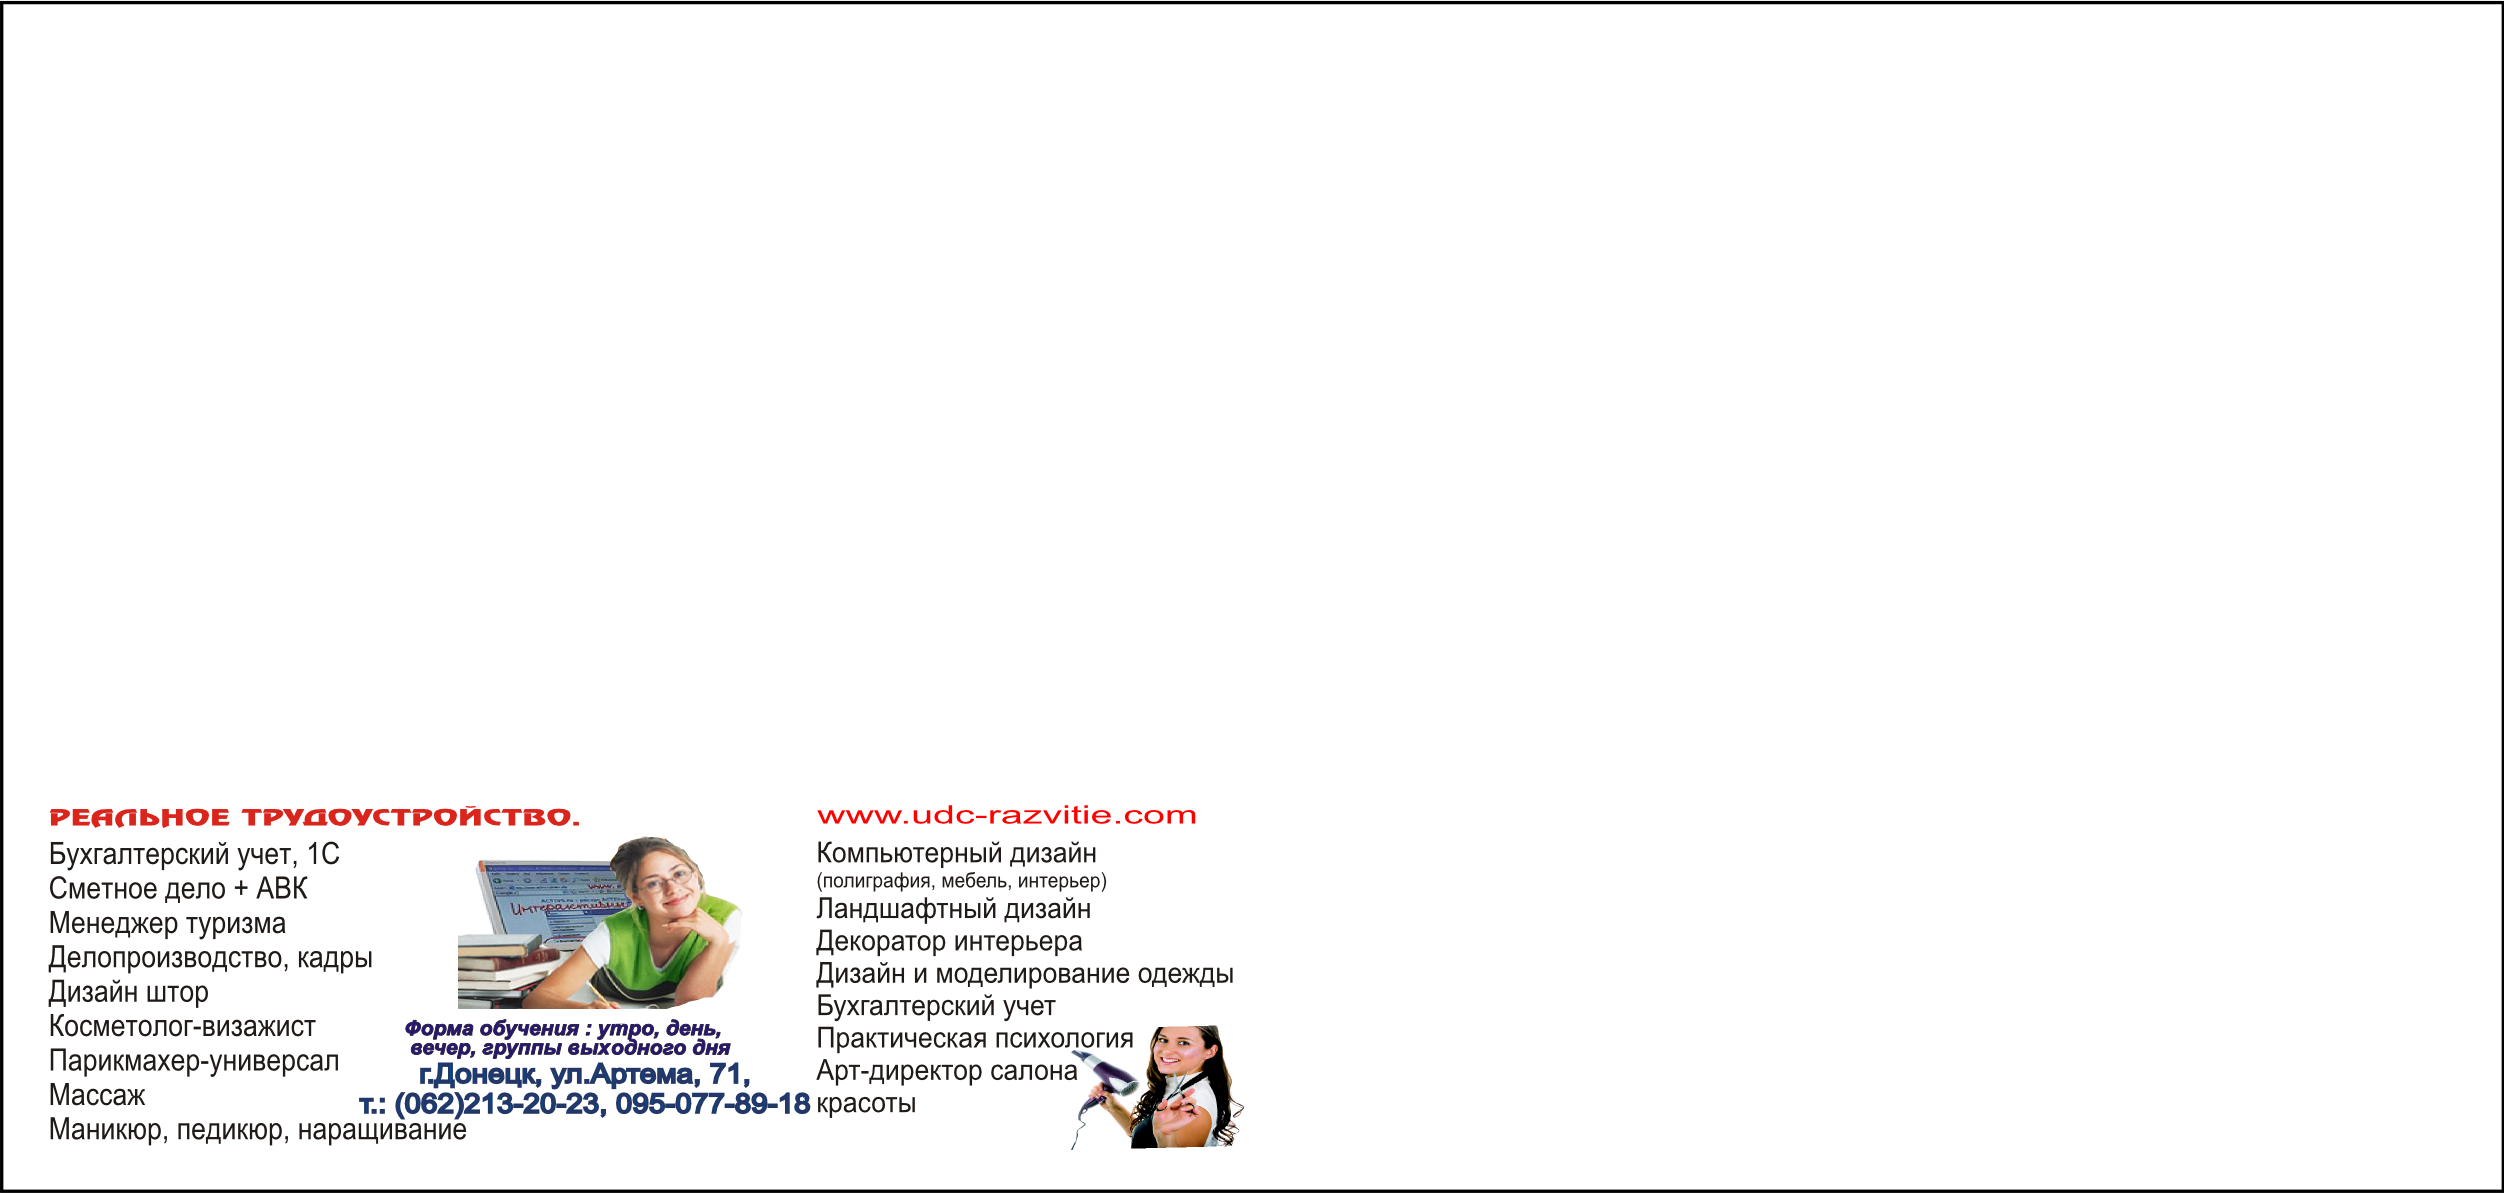 РЕАЛЬНОЕ ТРУДОУСТРОЙСТВО.
Бухгалтерский учет, 1С
Сметное дело + АВК
Менеджер туризма
Делопроизводство, кадры
Дизайн штор
Косметолог-визажист
Парикмахер-универсал
Массаж
Маникюр, педикюр, наращивание
Интерактивн
Форма обучения : утро, день,
вечер, группы выходного дня
г.Донецк, ул.Артема, 71,
т.: (062)213-20-23, 095-077-89-18
www.udc-razvitie.com
Компьютерный дизайн
(полиграфия, мебель, интерьер)
Ландшафтный дизайн
Декоратор интерьера
Дизайн и моделирование одежды
Бухгалтерский учет
Практическая психология
Арт-директор салона
красоты